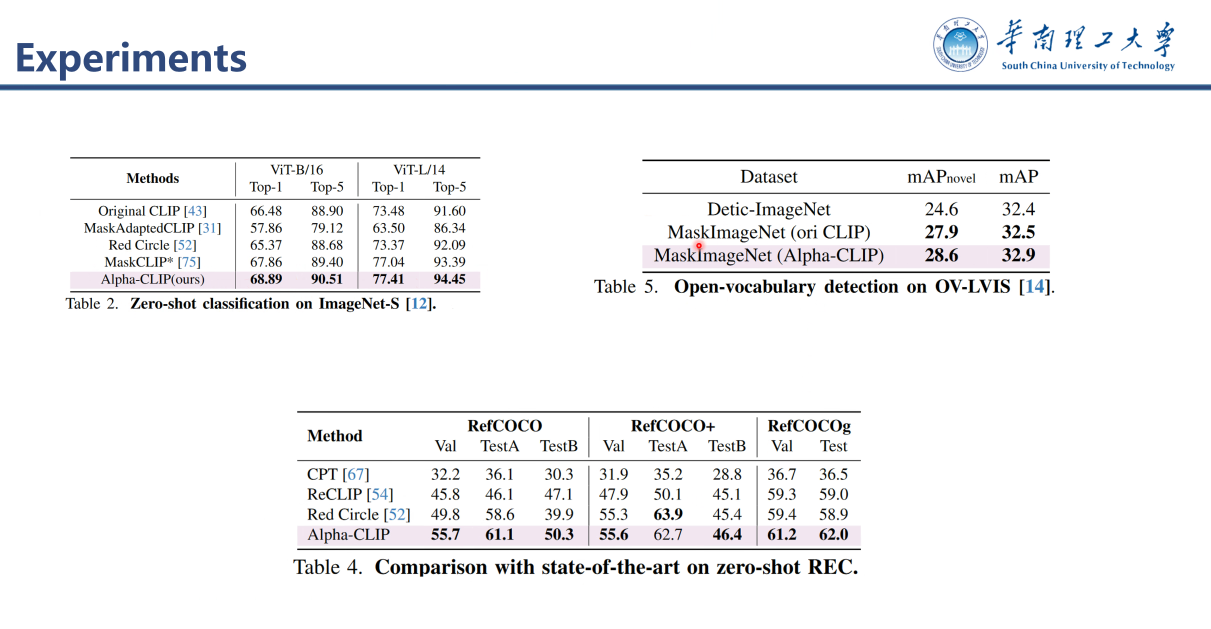 Experiments
华南理工大学
South China University of Technology
Methods ViT-B/16 ViT-L/14
Top-1 Top-5 Top-1 Top-5
Original CLIP [43] 66.48 88.90 73.48 91.60
MaskAdaptedCLIP [31] 57.86 79.12 63.50 86.34
Red Circle [52] 65.37 88.68 73.37 92.09
MaskCLIP* [75] 67.86 89.40 77.04 93.39
Alpha-CLIP(ours) 68.89 90.51 77.41 94.45
Table 2. Zero-shot classification on ImageNet-S [12].
Dataset mAPnovel mAP
Detic-ImageNet 24.6 32.4
MaskImageNet (ori CLIP) 27.9 32.5
MaskImageNet (Alpha-CLIP) 28.6 32.9
Table 5. Open-vocabulary detection on OV-LVIS [14].
Method RefCOCO RefCOCO+ RefCOCOg
Val TestA TestB Val TestA TestB Val Test
CPT [67] 32.2 36.1 30.3 31.9 35.2 28.8 36.7 36.5
ReCLIP [54] 45.8 46.1 47.1 47.9 50.1 45.1 59.3 59.0
Red Circle [52] 49.8 58.6 39.9 55.3 63.9 45.4 59.4 58.9
Alpha-CLIP 55.7 61.1 50.3 55.6 62.7 46.4 61.2 62.0
Table 4. Comparison with state-of-the-art on zero-shot REC.